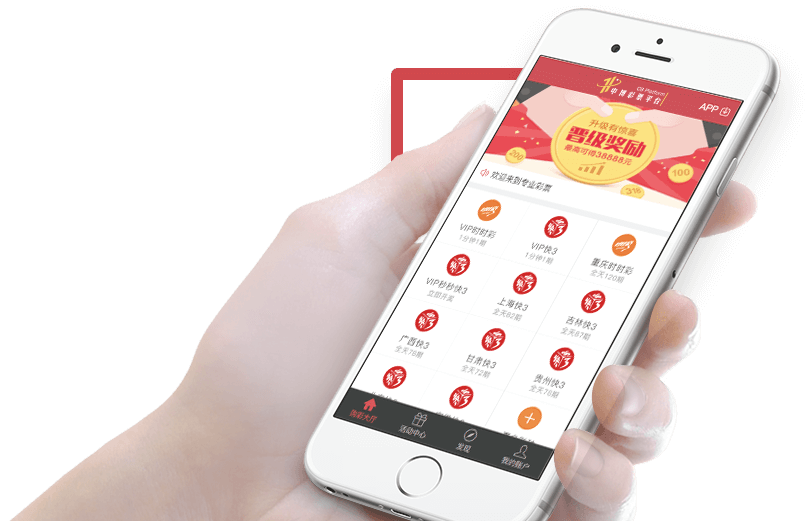 CB Platform
APP
升级有惊喜
晋级奖励
最高可得38888元
200
100
欢迎来到专业彩票
VIP时时彩
1分钟1期
VIP快3
1分钟1期
重庆时时彩
全天120期
VIP秒秒快3
立即开奖
上海快3
全天82期
吉林快3
全天87期
广西快3
全天78期
甘肃快3
全天72期
贵州快3
全天78期
购彩大厅
活动中心
发现
我的账户